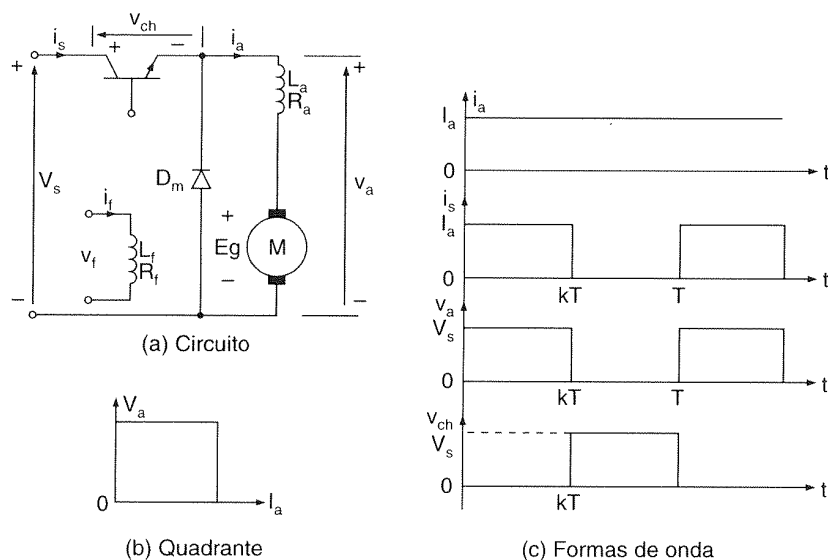 v_ch
i_s + − i_a
+ +
L_a
R_a
V_s D_m v_a
i_f
v_f L_f
R_f
+
Eg M
−
− −
(a) Circuito
V_a
0 I_a
(b) Quadrante
i_a
I_a
0 t
i_s
I_a
0 kT T t
v_a
V_s
0 kT T t
v_ch
V_s
0 kT t
(c) Formas de onda